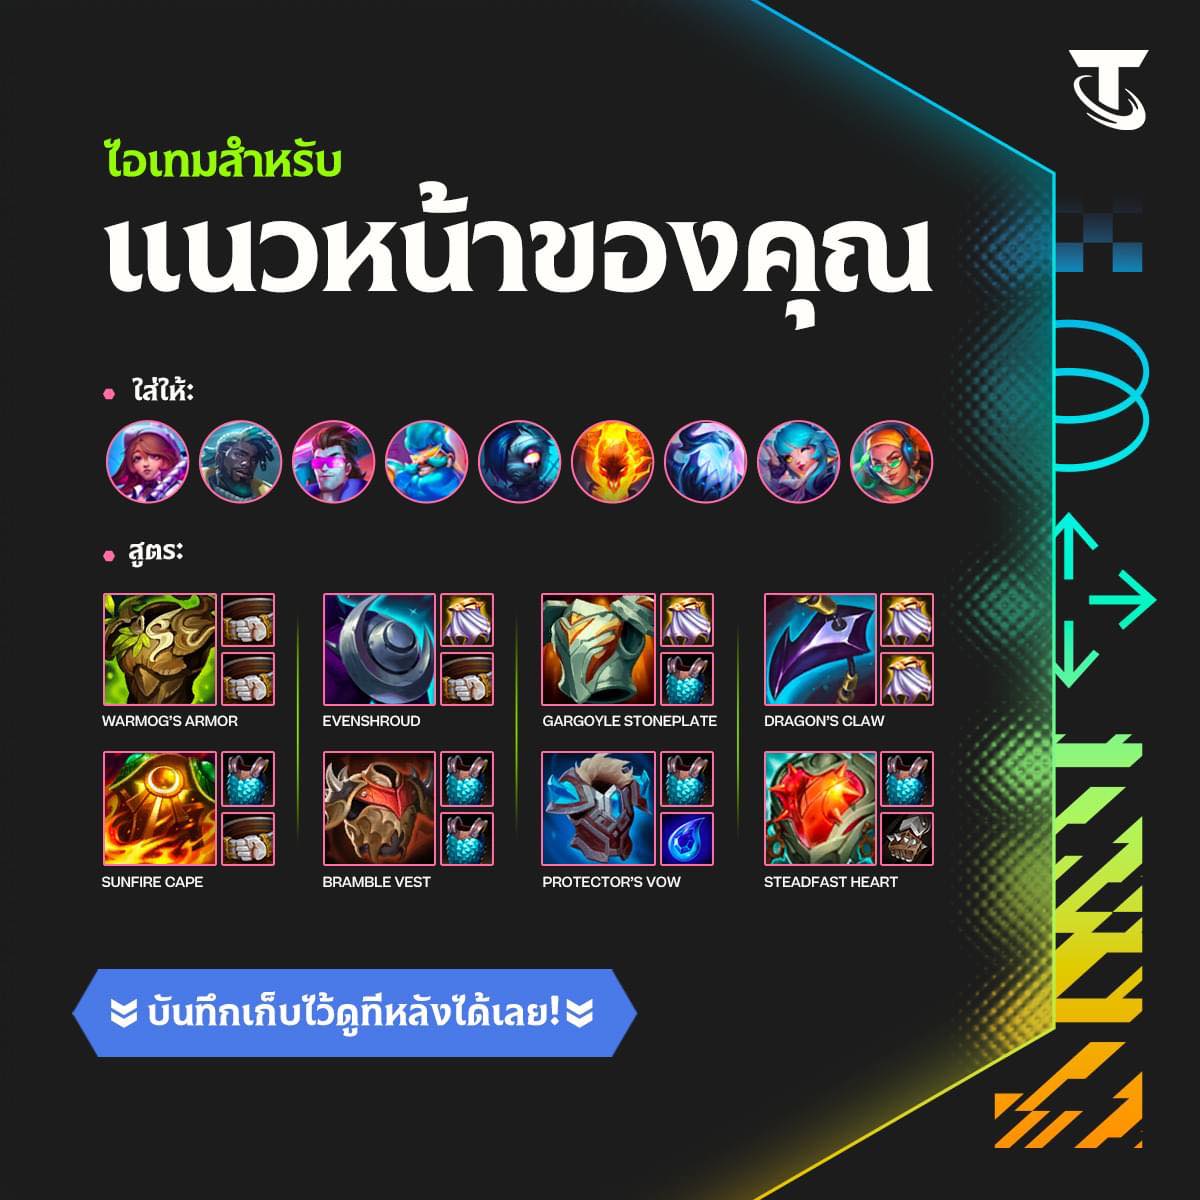 ไอเทมสำหรับ
แนวหน้าของคุณ
ใส่ให้:
สูตร:
WARMOG'S ARMOR
EVENSHROUD
GARGOYLE STONEPLATE
DRAGON'S CLAW
SUNFIRE CAPE
BRAMBLE VEST
PROTECTOR'S VOW
STEADFAST HEART
บันทึกเก็บไว้ดูทีหลังได้เลย!